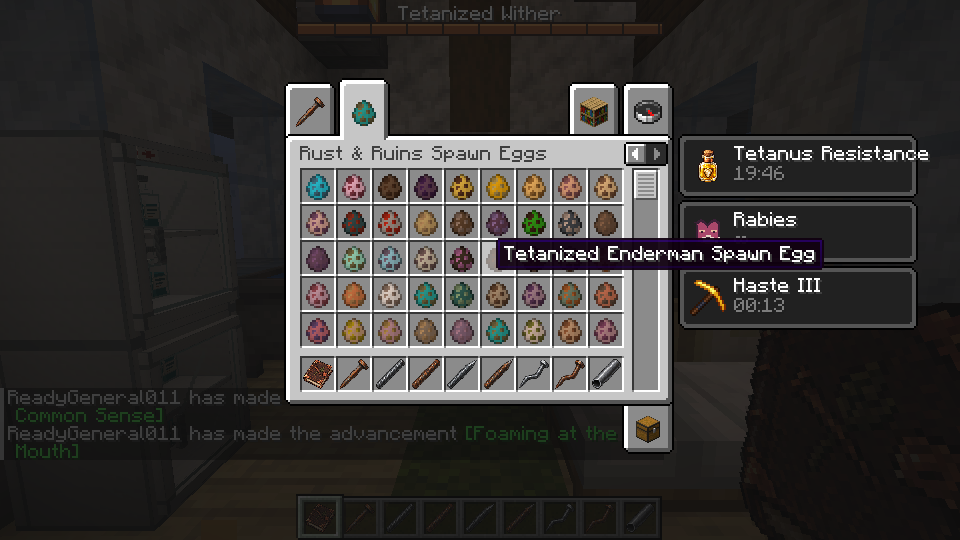 Tetanized Wither
Rust & Ruins Spawn Eggs
Tetanus Resistance
19:46
Rabies
Tetanized Enderman Spawn Egg
Haste III
00:13
ReadyGeneral011 has made
Common Sense]
ReadyGeneral011 has made the advancement [Foaming at the
Mouth]